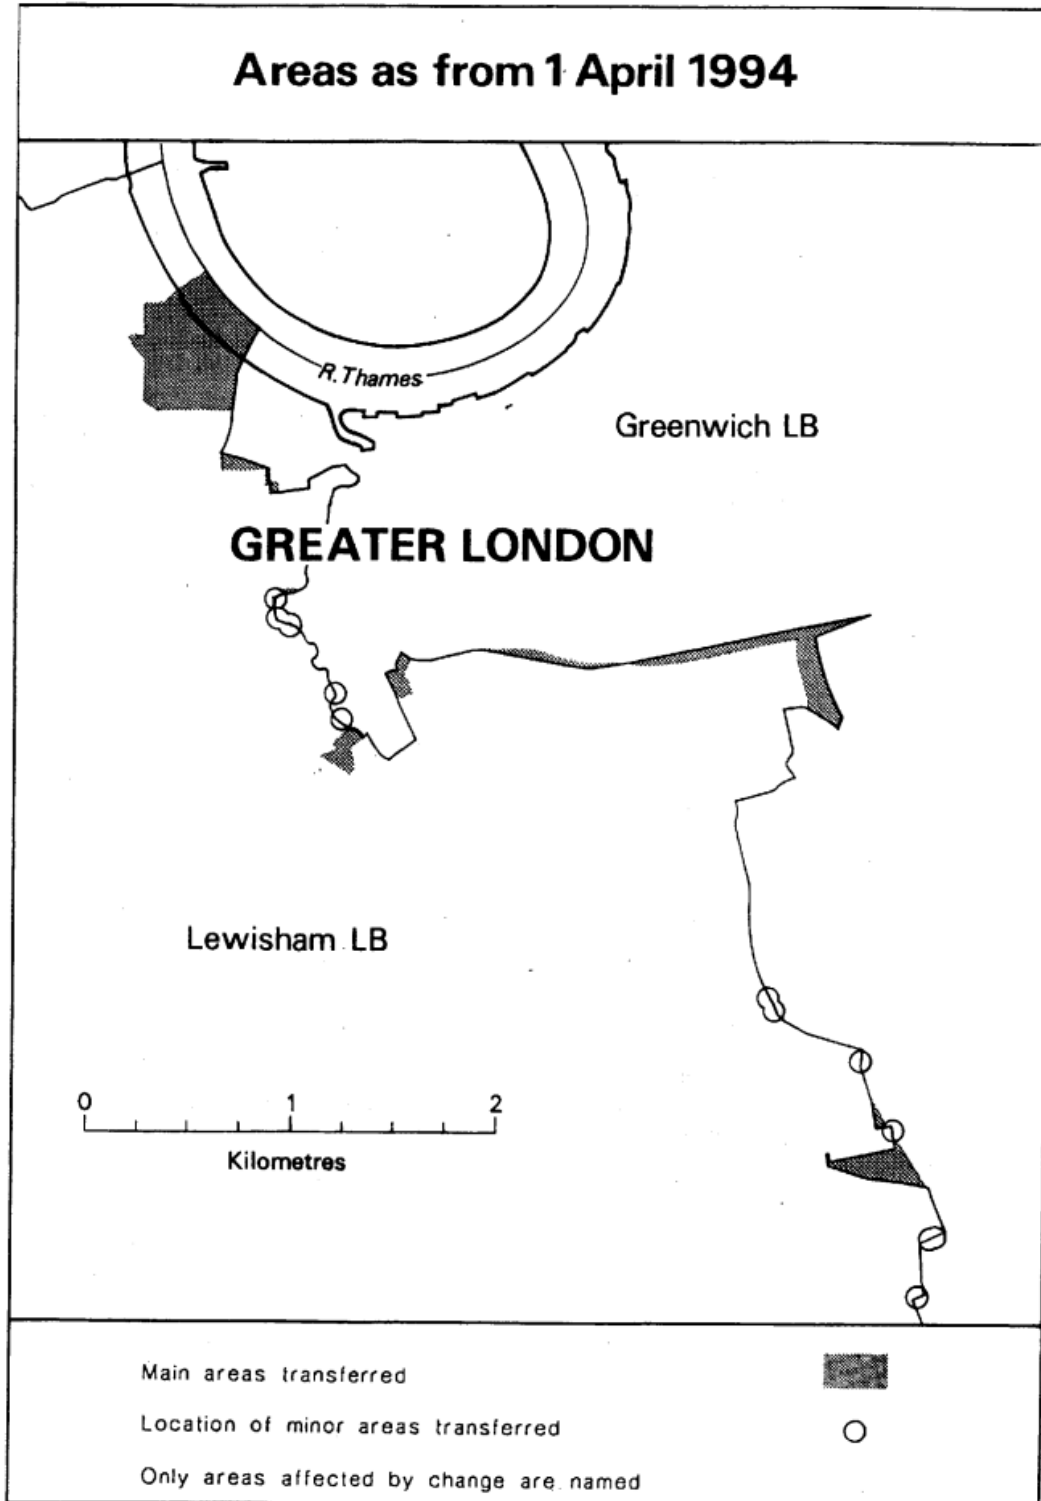 Areas as from 1 April 1994
R.Thames
Greenwich LB
GREATER LONDON
Lewisham LB
0 1 2
Kilometres
Main areas transferred
Location of minor areas transferred
Only areas affected by change are named